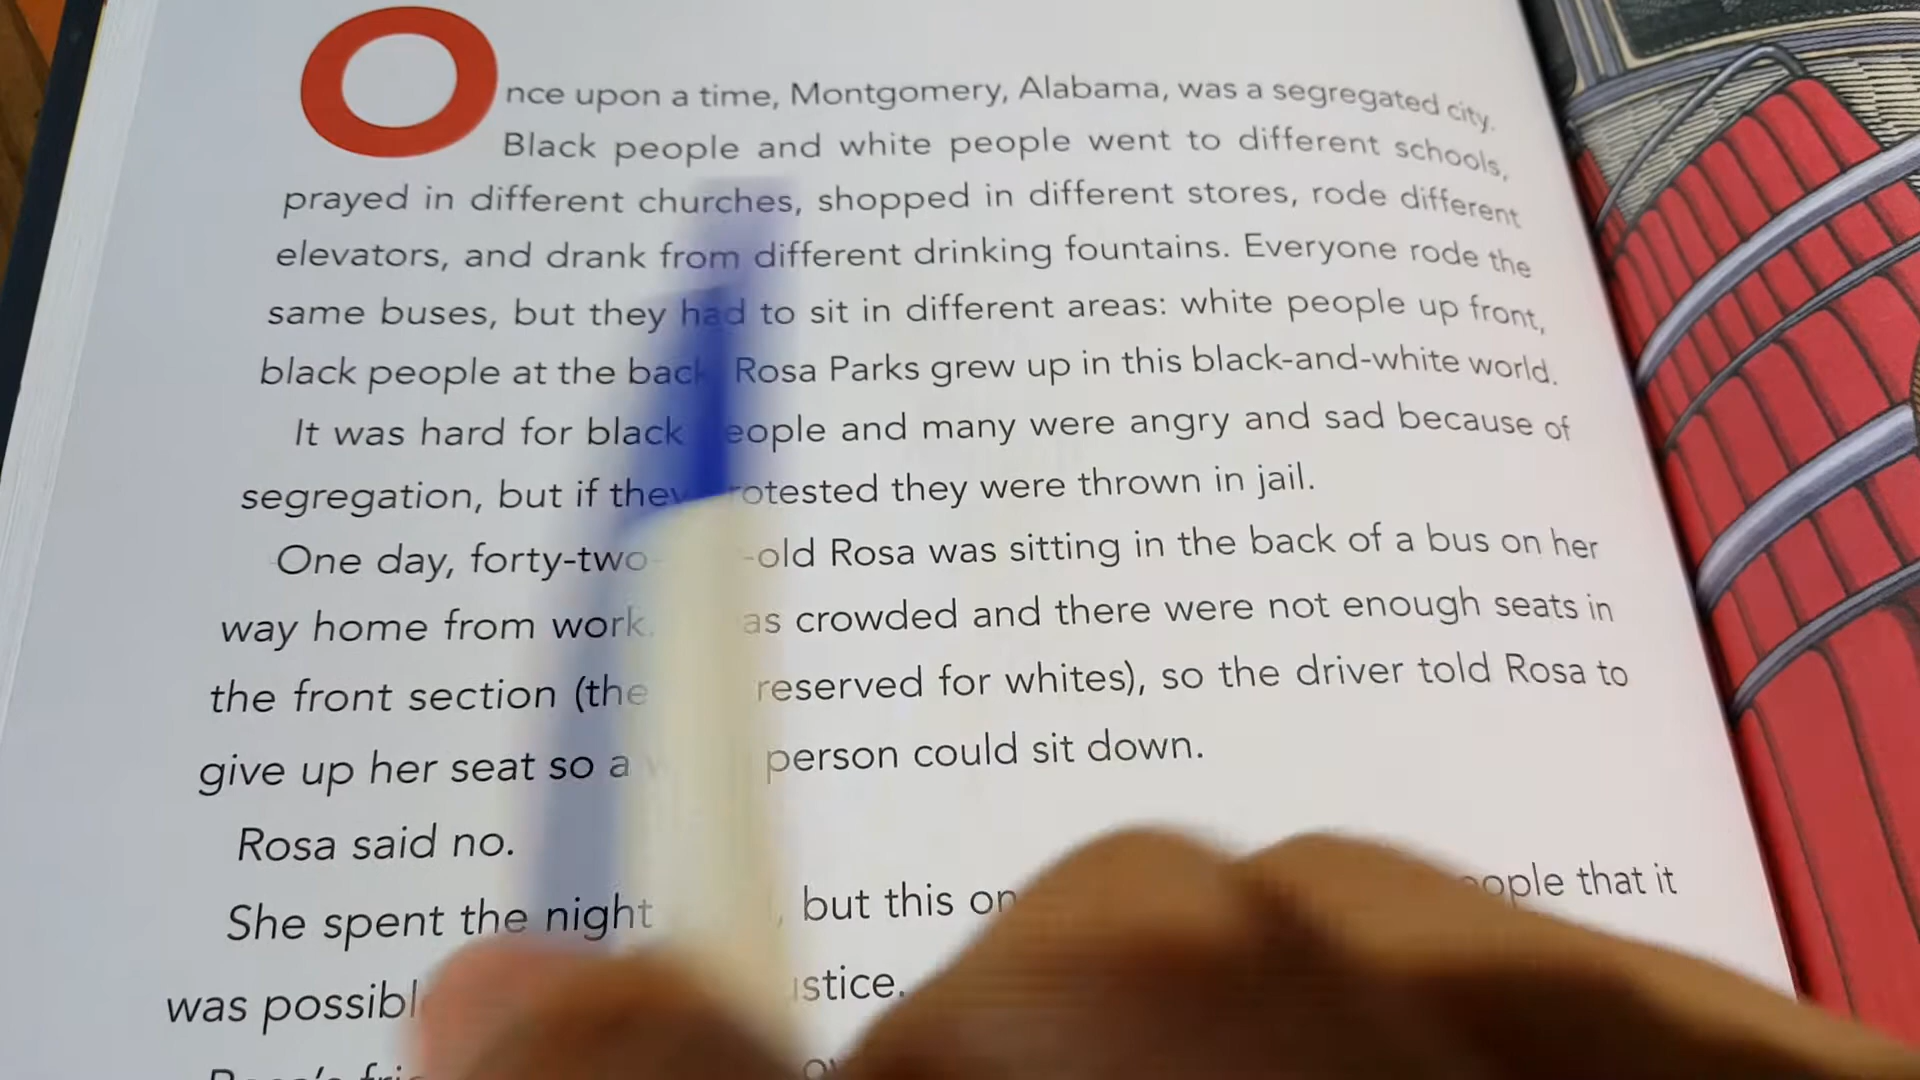 Once upon a time, Montgomery, Alabama, was a segregated city.
Black people and white people went to different schools,
prayed in different churches, shopped in different stores, rode different
elevators, and drank from different drinking fountains. Everyone rode the
same buses, but they had to sit in different areas: white people up front,
black people at the back Rosa Parks grew up in this black-and-white world.
It was hard for black people and many were angry and sad because of
segregation, but if they protested they were thrown in jail.
One day, forty-two- -old Rosa was sitting in the back of a bus on her
way home from work. crowded and there were not enough seats in
the front section (the reserved for whites), so the driver told Rosa to
give up her seat so a person could sit down.
Rosa said no.
She spent the night , but this that it
was